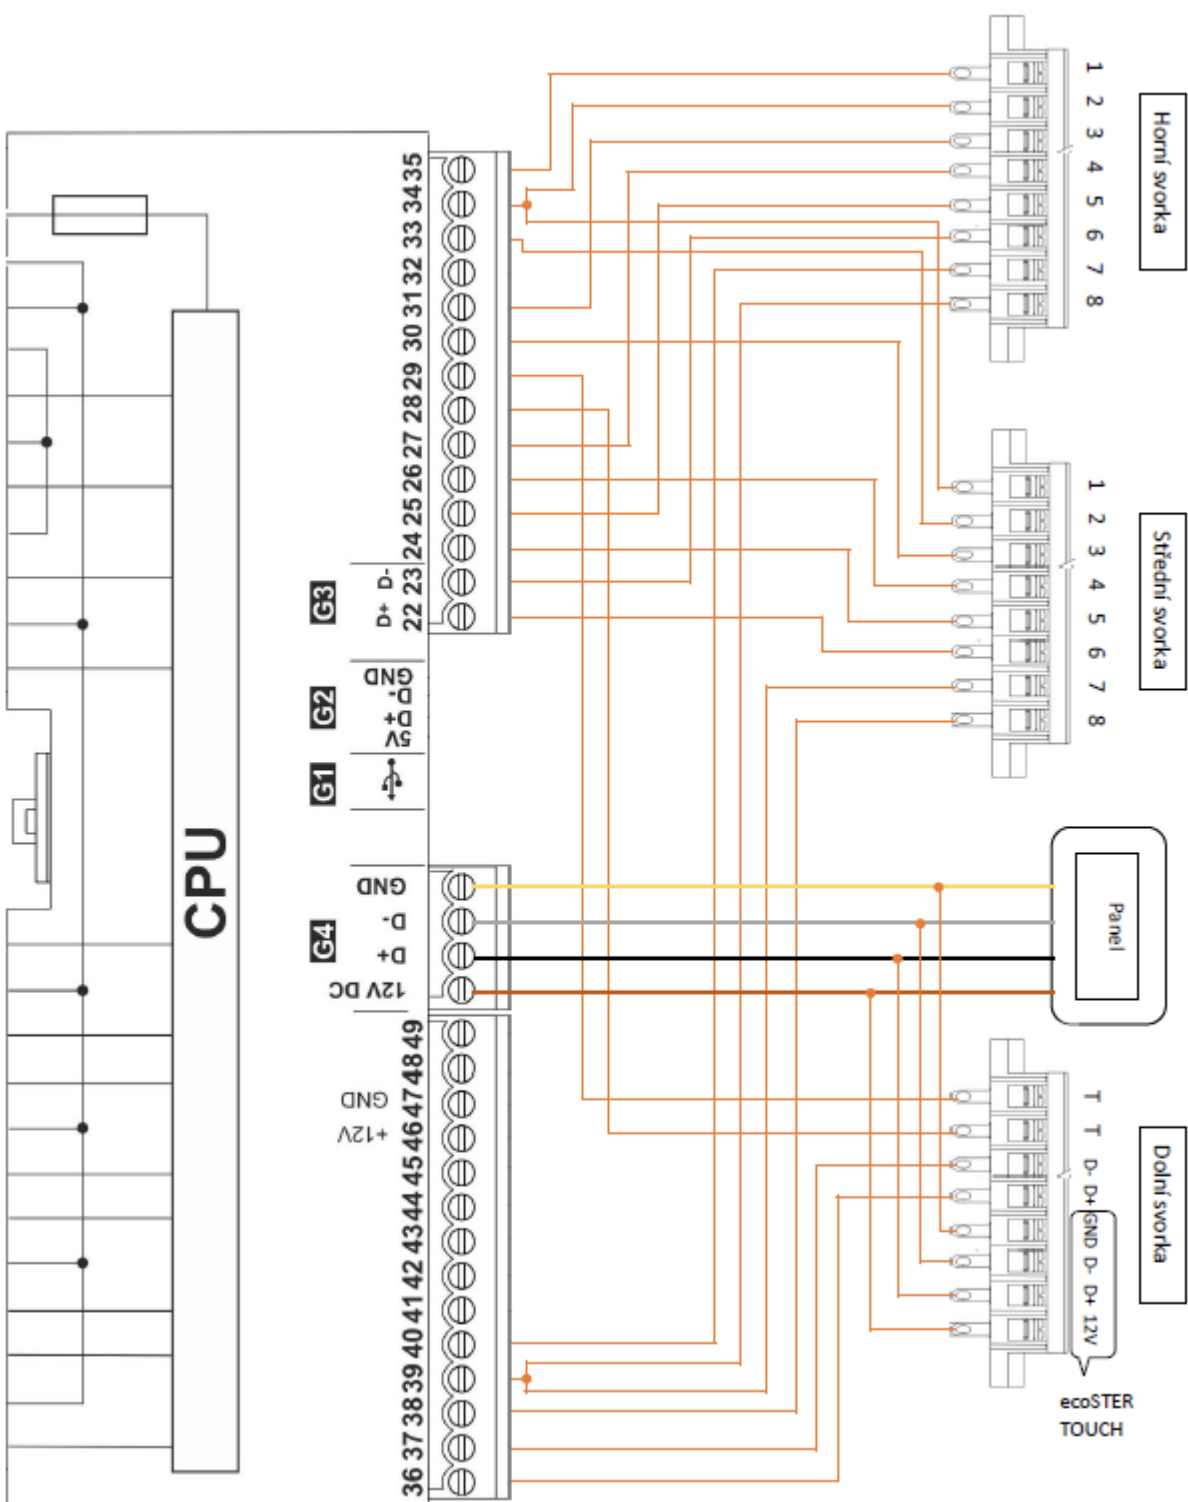 Horní svorka
1
2
3
4
5
6
7
8
35
34
33
32
31
30
29
28
27
26
25
24
23 D-
22 D+
G3
Střední svorka
1
2
3
4
5
6
7
8
GND
D-
D+
5V
G2
G1
CPU
GND
D-
D+
12V DC
G4
Panel
49
48
47 GND
46 +12V
45
44
43
42
41
40
39
38
37
36
Dolní svorka
T
T
D-
D+
GND
D-
D+
12V
ecoSTER
TOUCH